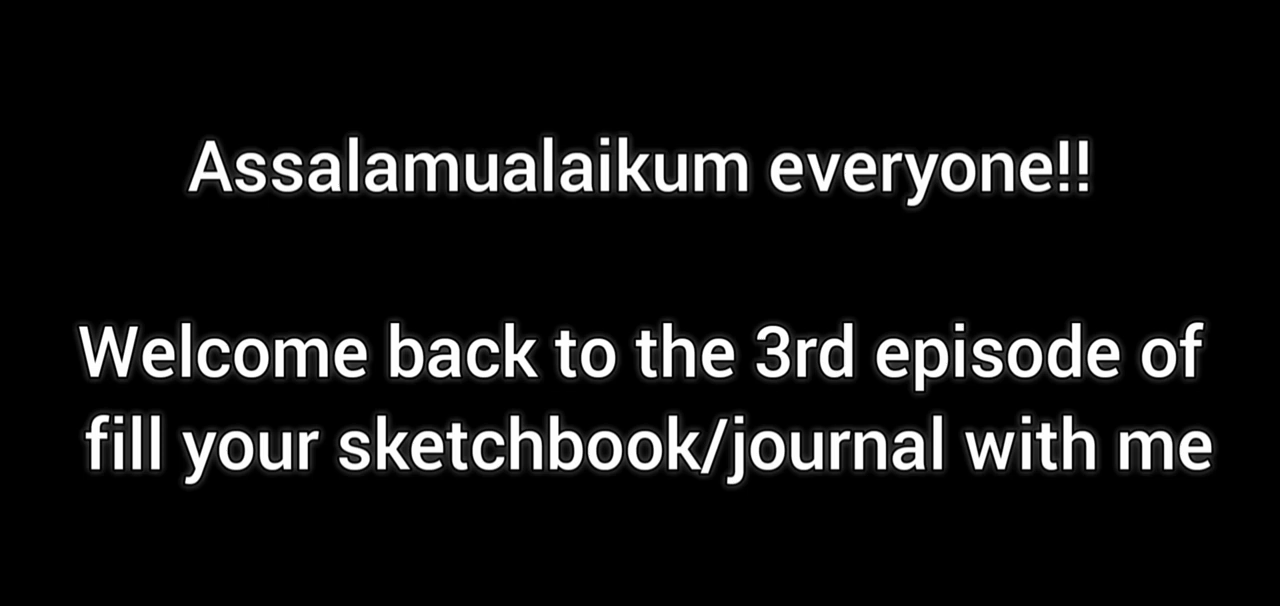 Assalamualaikum everyone!!
Welcome back to the 3rd episode of
fill your sketchbook/journal with me